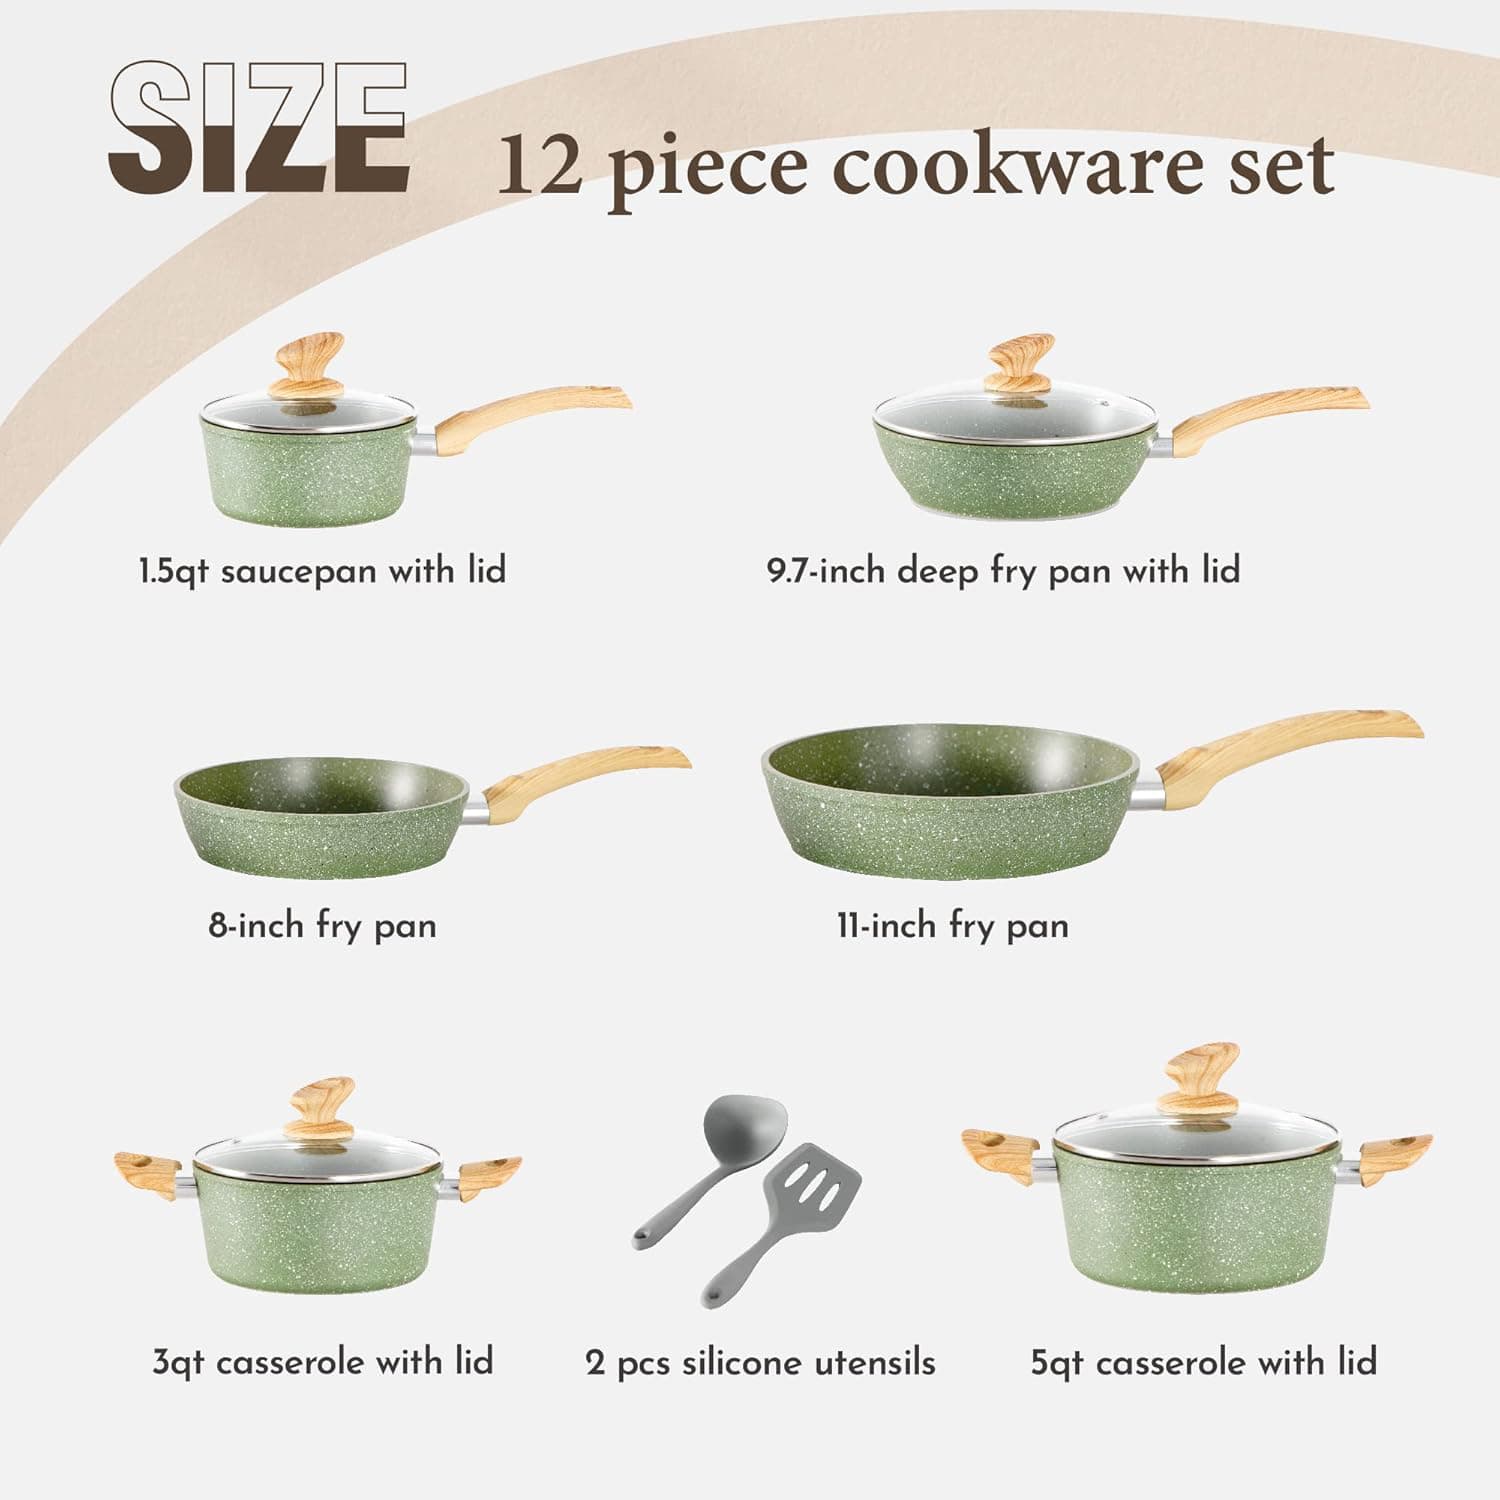 SIZE 12 piece cookware set
1.5qt saucepan with lid
9.7-inch deep fry pan with lid
8-inch fry pan
11-inch fry pan
3qt casserole with lid
2 pcs silicone utensils
5qt casserole with lid